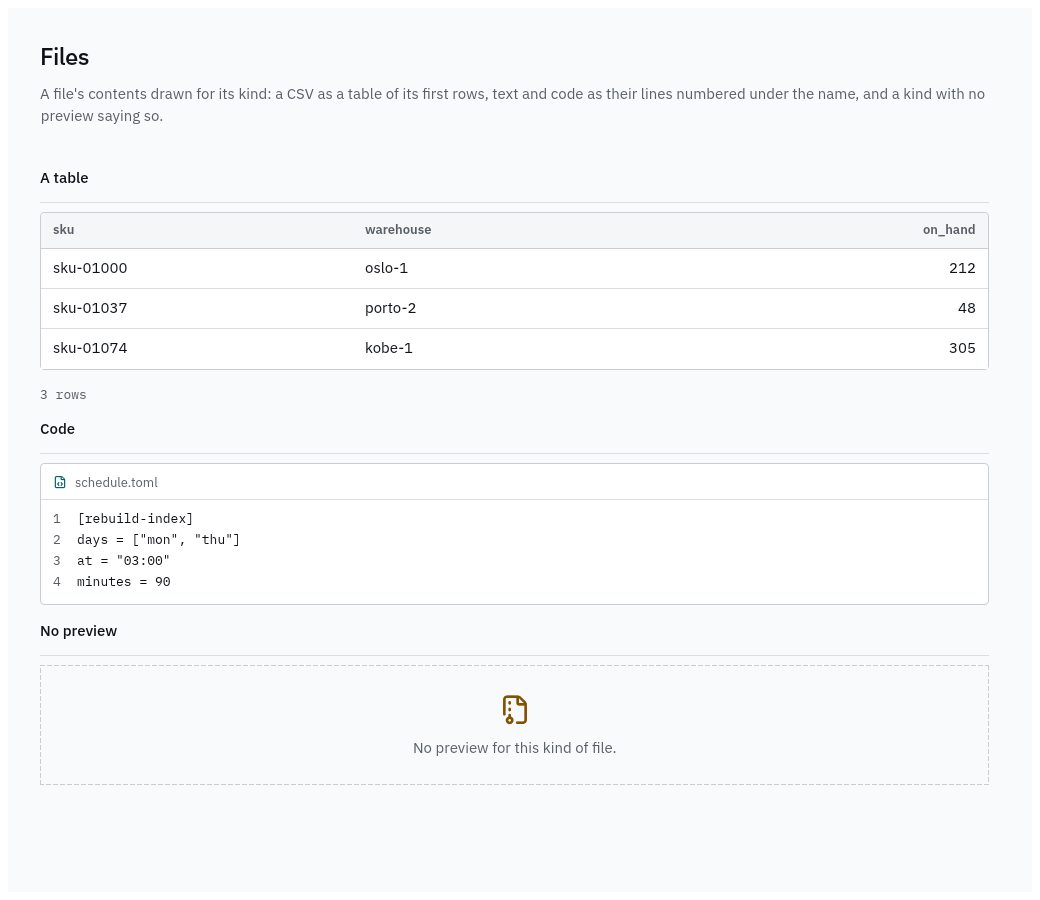 Files
A file's contents drawn for its kind: a CSV as a table of its first rows, text and code as their lines numbered under the name, and a kind with no
preview saying so.
A table
sku warehouse on_hand
sku-01000 oslo-1 212
sku-01037 porto-2 48
sku-01074 kobe-1 305
3 rows
Code
schedule.toml
1 [rebuild-index]
2 days = ["mon", "thu"]
3 at = "03:00"
4 minutes = 90
No preview
No preview for this kind of file.